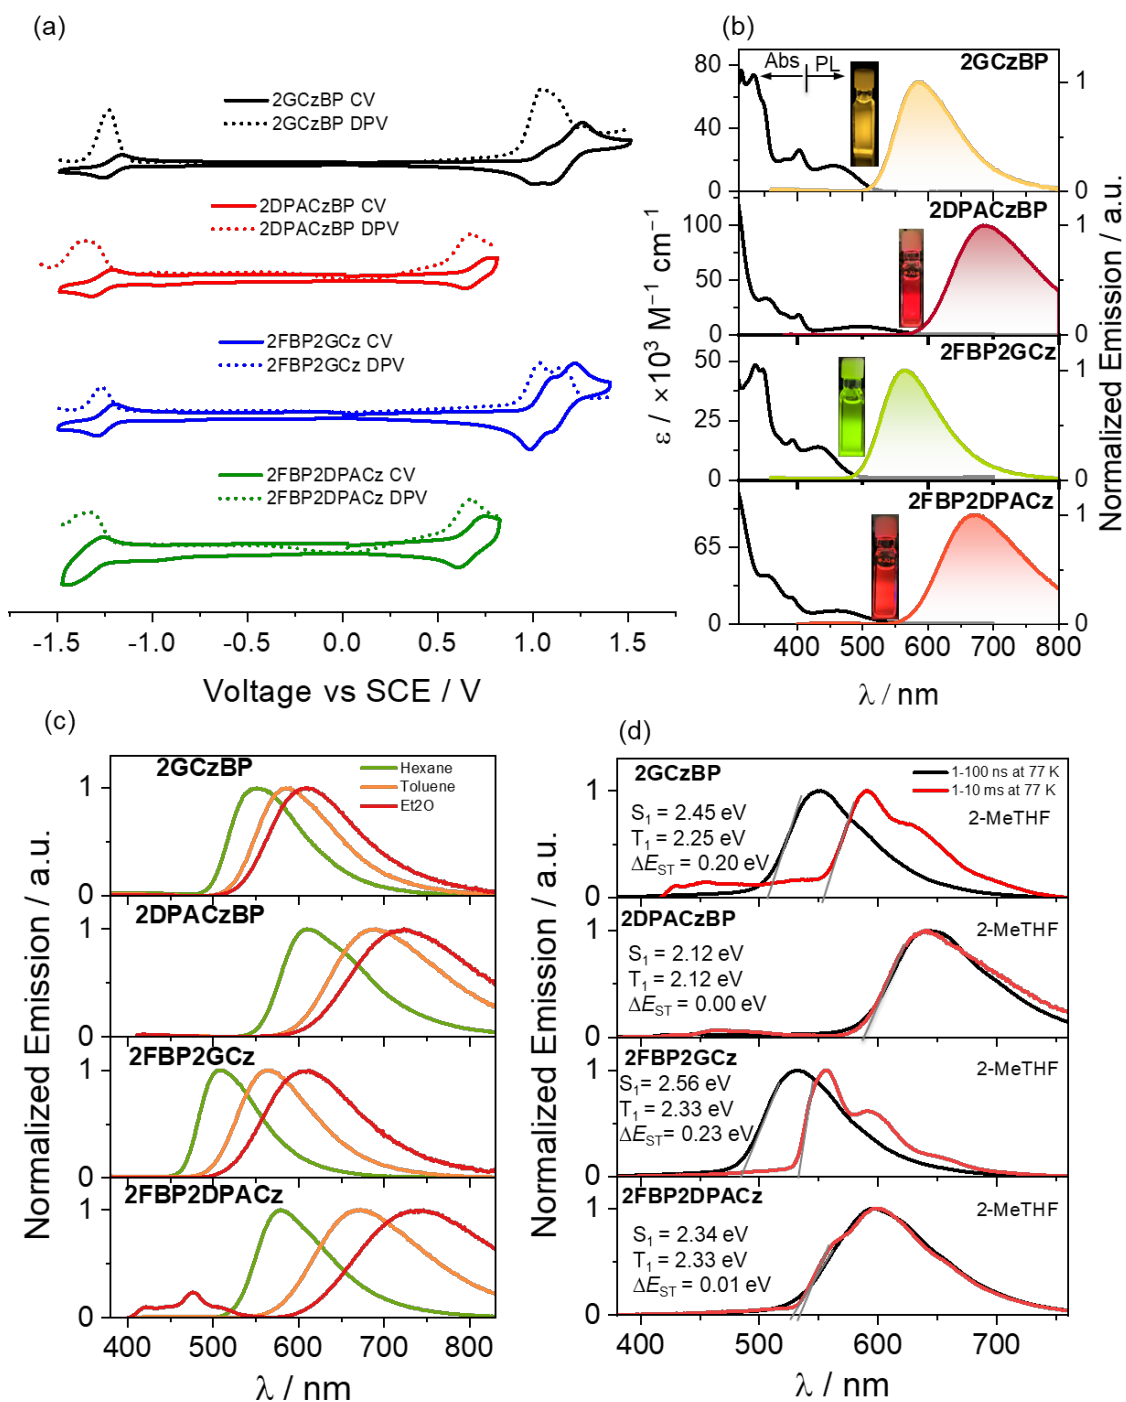 (a)
2GCzBP CV
2GCzBP DPV
2DPACzBP CV
2DPACzBP DPV
2FBP2GCz CV
2FBP2GCz DPV
2FBP2DPACz CV
2FBP2DPACz DPV
-1.5 -1.0 -0.5 0.0 0.5 1.0 1.5
Voltage vs SCE / V
(b)
Abs PL
2GCzBP
80
40
0
1
0
2DPACzBP
100
50
0
1
0
2FBP2GCz
50
25
0
1
0
2FBP2DPACz
65
0
1
0
ε / ×10³ M⁻¹ cm⁻¹
Normalized Emission / a.u.
400 500 600 700 800
λ / nm
(c)
2GCzBP
Hexane
Toluene
Et2O
1
0
2DPACzBP
1
0
2FBP2GCz
1
0
2FBP2DPACz
1
0
Normalized Emission / a.u.
400 500 600 700 800
λ / nm
(d)
2GCzBP
1-100 ns at 77 K
1-10 ms at 77 K
2-MeTHF
S₁ = 2.45 eV
T₁ = 2.25 eV
ΔE_ST = 0.20 eV
1
0
2DPACzBP
2-MeTHF
S₁ = 2.12 eV
T₁ = 2.12 eV
ΔE_ST = 0.00 eV
1
0
2FBP2GCz
2-MeTHF
S₁ = 2.56 eV
T₁ = 2.33 eV
ΔE_ST = 0.23 eV
1
0
2FBP2DPACz
2-MeTHF
S₁ = 2.34 eV
T₁ = 2.33 eV
ΔE_ST = 0.01 eV
1
0
Normalized Emission / a.u.
400 500 600 700
λ / nm